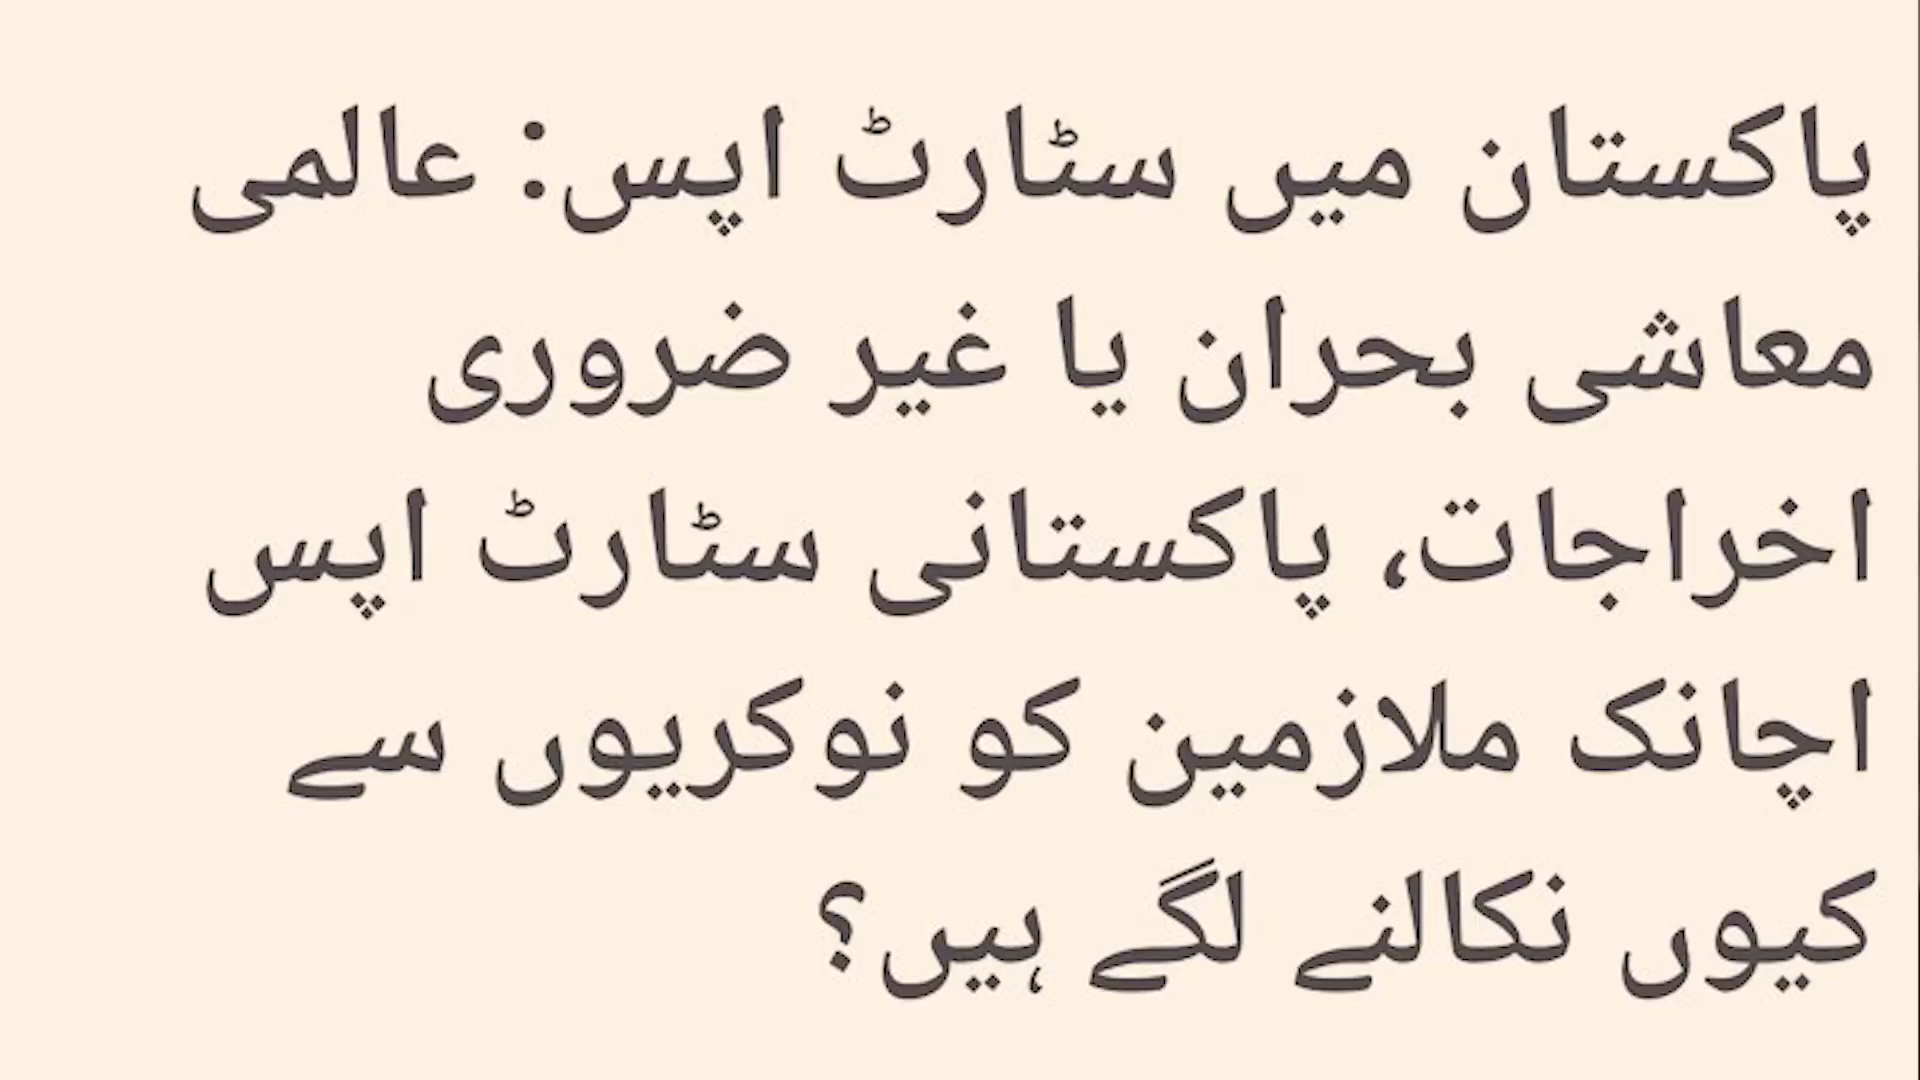 پاکستان میں سٹارٹ اپس: عالمی
معاشی بحران یا غیر ضروری
اخراجات، پاکستانی سٹارٹ اپس
اچانک ملازمین کو نوکریوں سے
کیوں نکالنے لگے ہیں؟